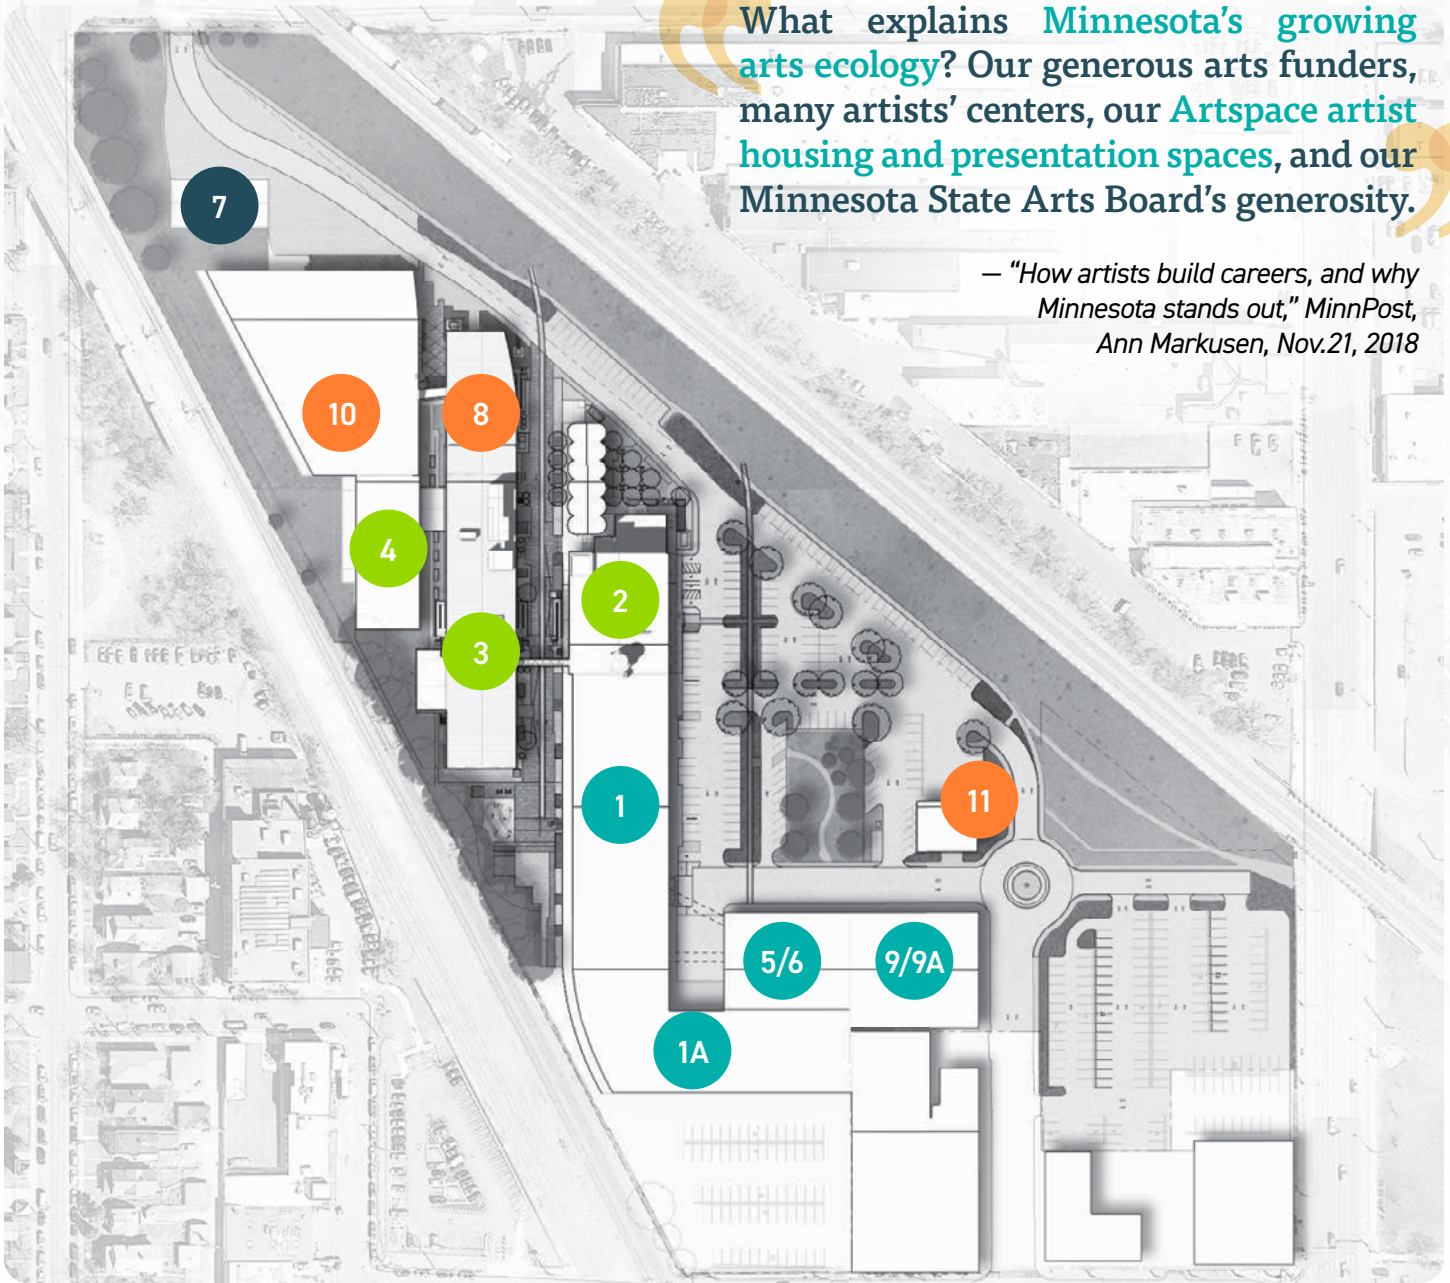 What explains Minnesota’s growing
arts ecology? Our generous arts funders,
many artists’ centers, our Artspace artist
housing and presentation spaces, and our
Minnesota State Arts Board’s generosity.
— “How artists build careers, and why
Minnesota stands out,” MinnPost,
Ann Markusen, Nov.21, 2018
7
10
8
4
2
3
1
11
5/6
9/9A
1A